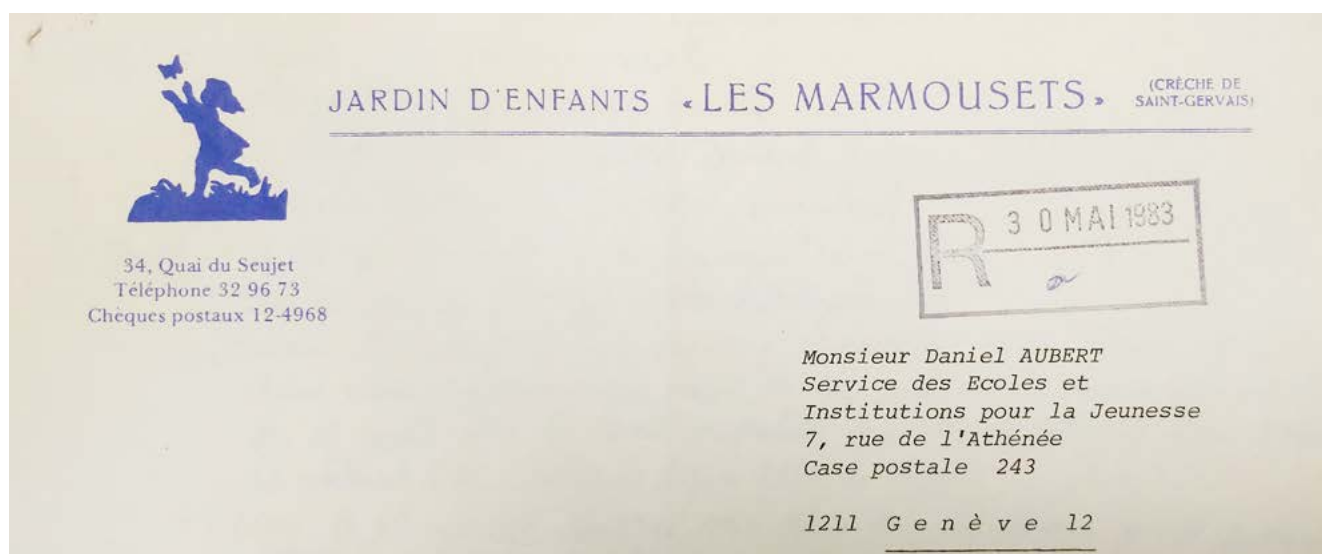 JARDIN D'ENFANTS «LES MARMOUSETS»
(CRÈCHE DE
SAINT-GERVAIS)
34, Quai du Seujet
Téléphone 32 96 73
Chèques postaux 12-4968
R 30 MAI 1983
Monsieur Daniel AUBERT
Service des Ecoles et
Institutions pour la Jeunesse
7, rue de l'Athénée
Case postale 243
1211 G e n è v e 12